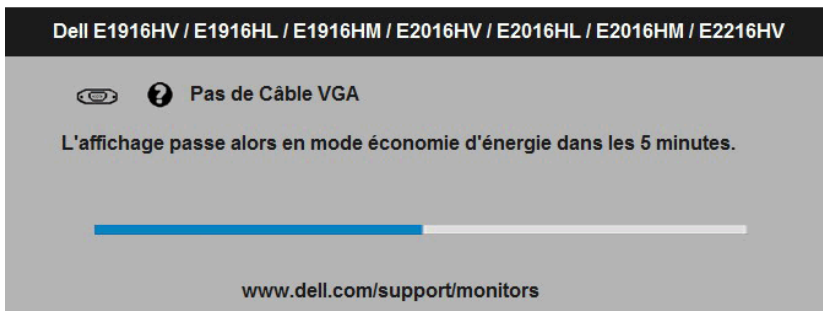 Dell E1916HV / E1916HL / E1916HM / E2016HV / E2016HL / E2016HM / E2216HV
Pas de Câble VGA
L'affichage passe alors en mode économie d'énergie dans les 5 minutes.
www.dell.com/support/monitors